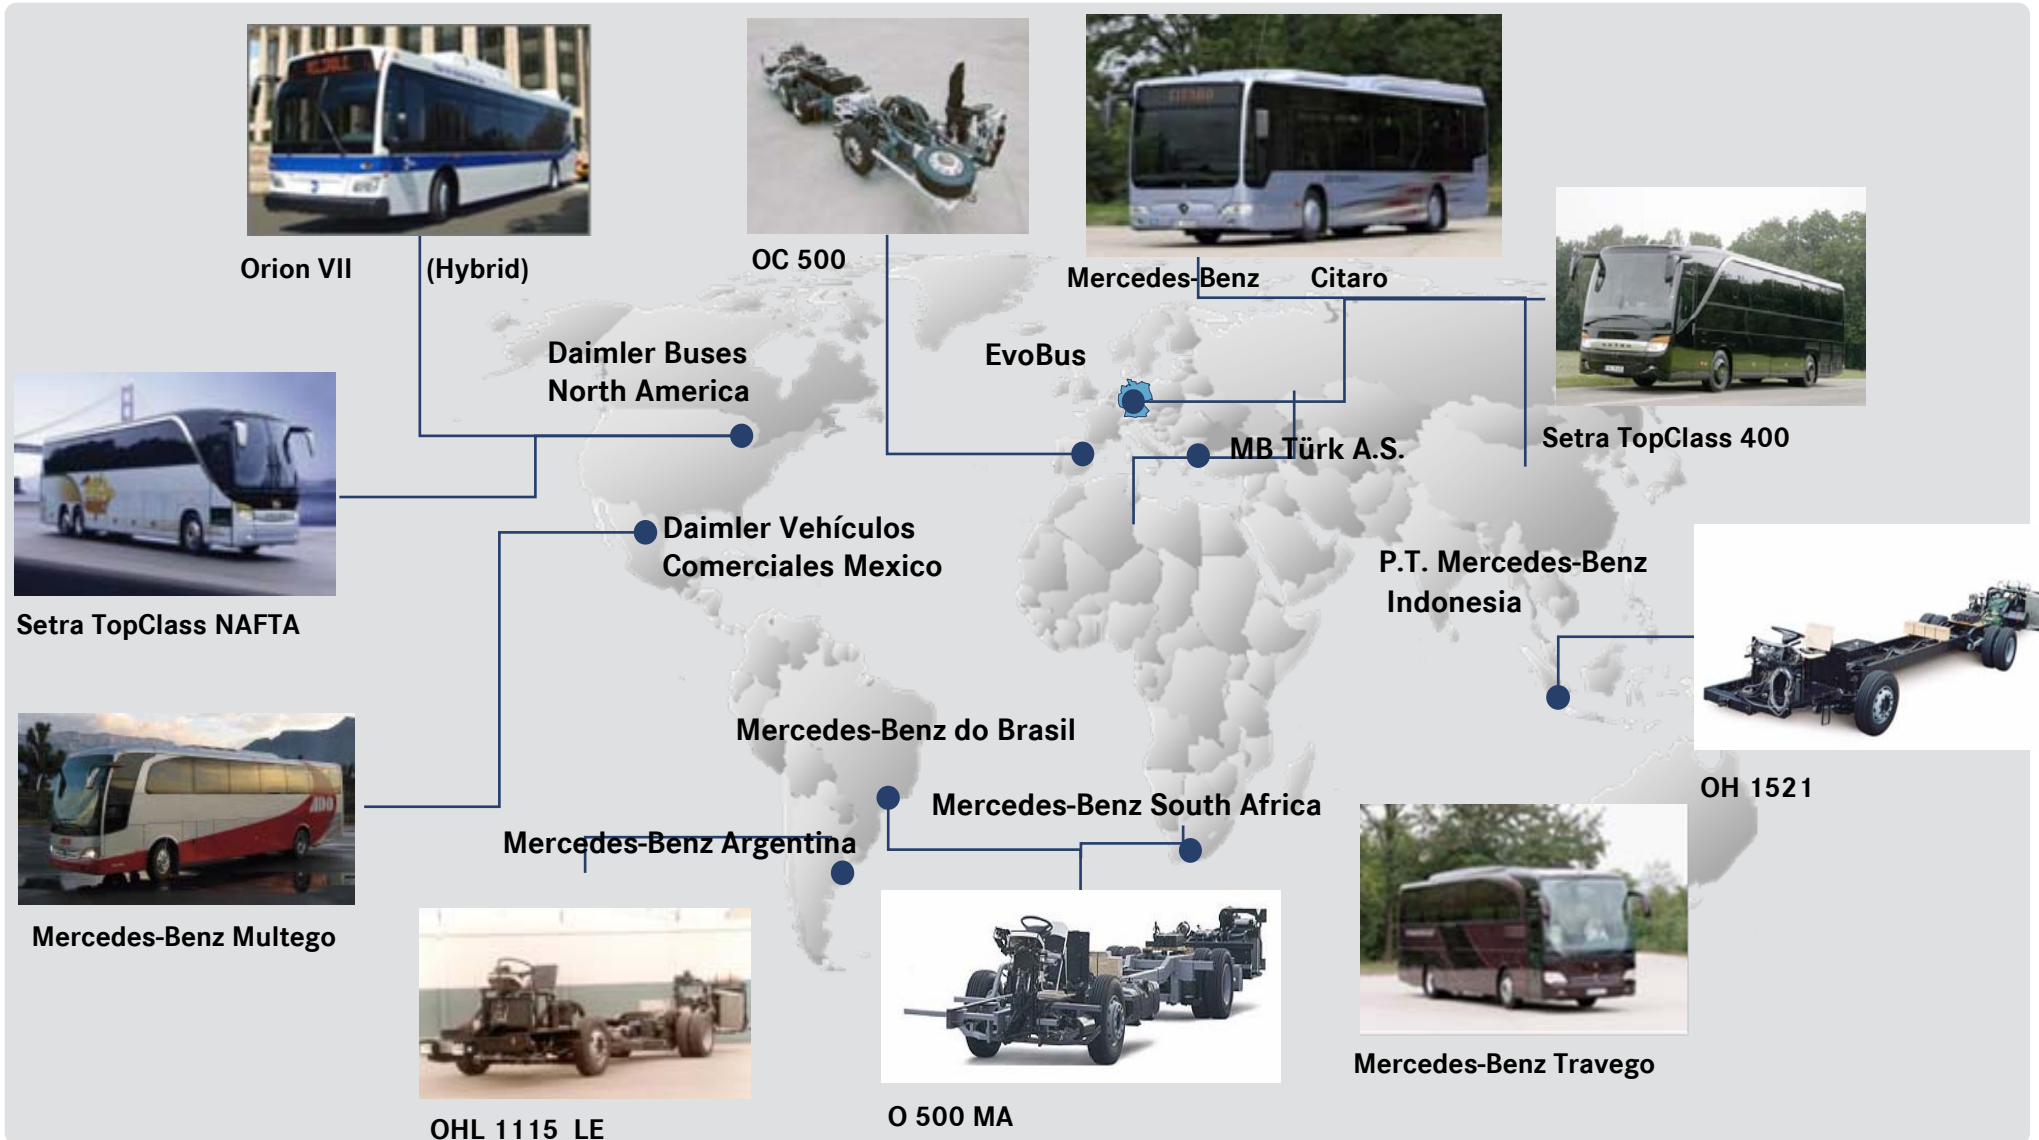 CITARO
Orion VII (Hybrid)
OC 500
Mercedes-Benz Citaro
Daimler Buses
North America
EvoBus
MB Türk A.S.
Setra TopClass 400
Daimler Vehículos
Comerciales Mexico
P.T. Mercedes-Benz
Indonesia
Setra TopClass NAFTA
Mercedes-Benz do Brasil
OH 1521
Mercedes-Benz South Africa
Mercedes-Benz Argentina
ADO
Mercedes-Benz Multego
Mercedes-Benz Travego
O 500 MA
OHL 1115 LE